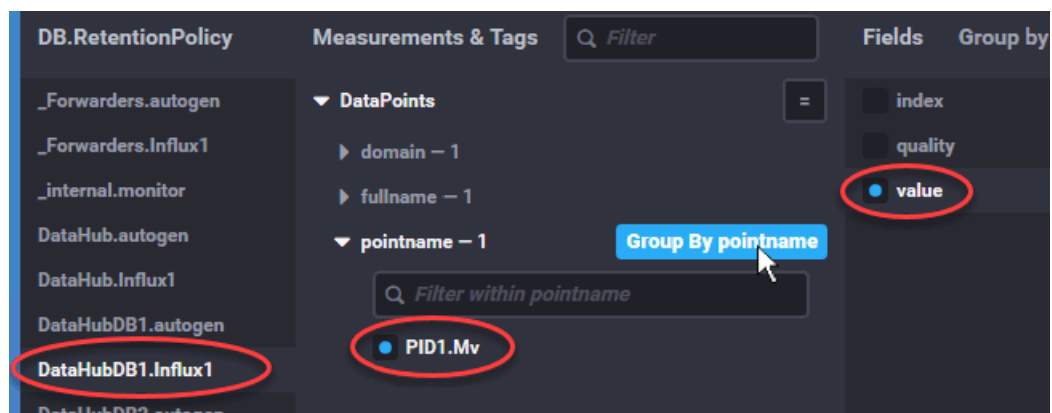 DB.RetentionPolicy
_Forwarders.autogen
_Forwarders.Influx1
_internal.monitor
DataHub.autogen
DataHub.Influx1
DataHubDB1.autogen
DataHubDB1.Influx1
Measurements & Tags
Filter
DataPoints
=
domain – 1
fullname – 1
pointname – 1
Group By pointname
Filter within pointname
PID1.Mv
Fields
Group by
index
quality
value